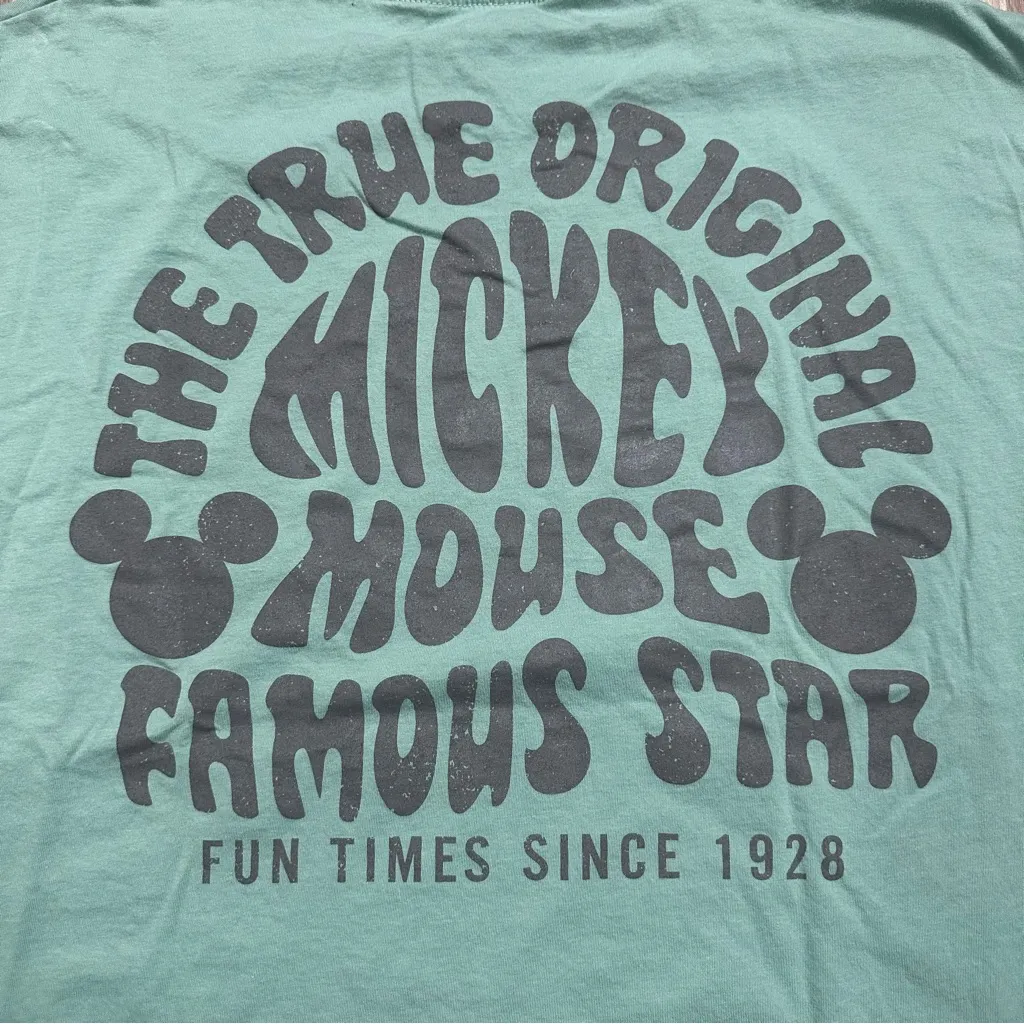 THE TRUE ORIGINAL
MICKEY
MOUSE
FAMOUS STAR
FUN TIMES SINCE 1928